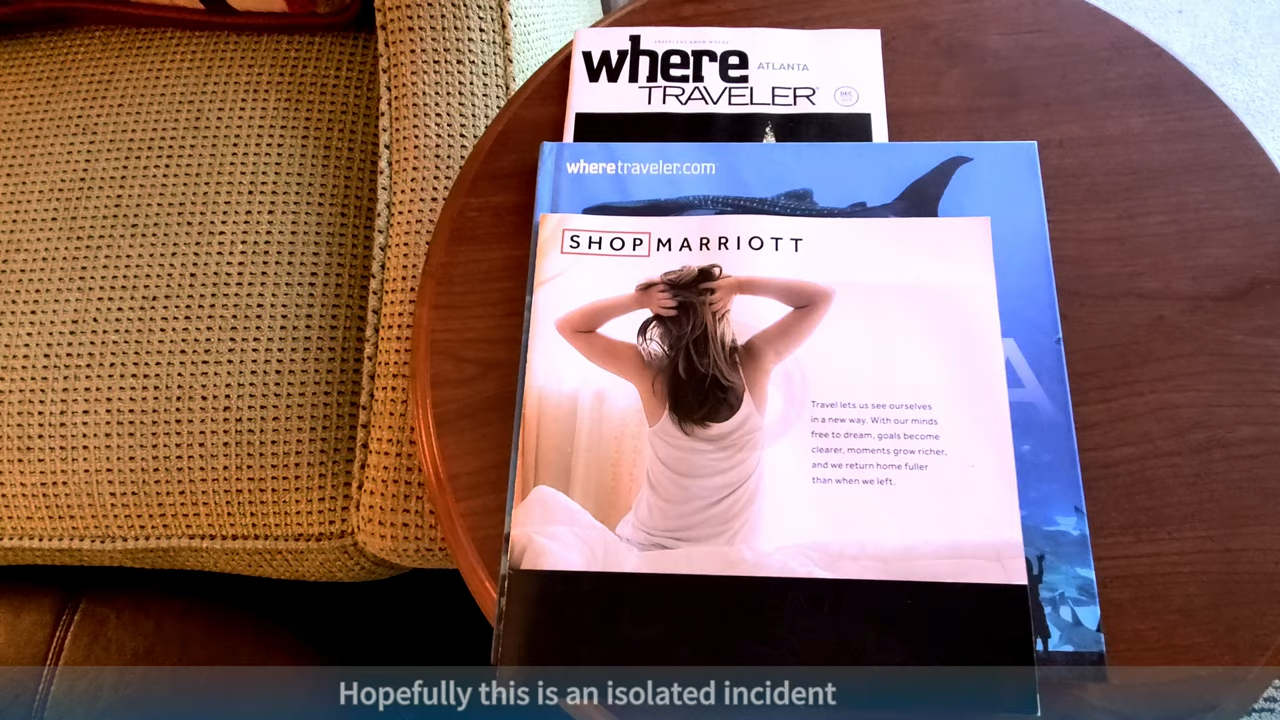 where ATLANTA
TRAVELER
DEC
wheretraveler.com
SHOP MARRIOTT
A
Travel lets us see ourselves
in a new way. With our minds
free to dream, goals become
clearer, moments grow richer,
and we return home fuller
than when we left.
Hopefully this is an isolated incident